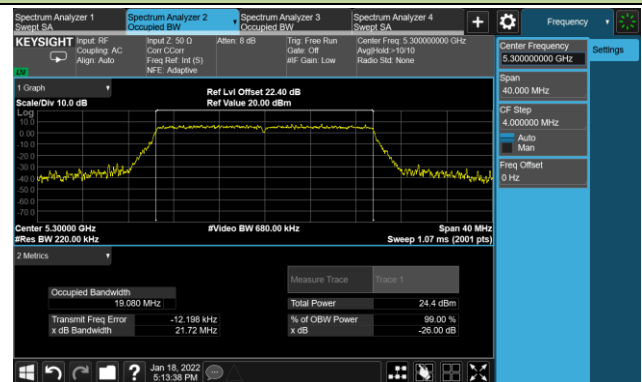 Spectrum Analyzer 1
Swept SA
Spectrum Analyzer 2
Occupied BW
Spectrum Analyzer 3
Occupied BW
Spectrum Analyzer 4
Swept SA
Frequency
KEYSIGHT
Input: RF
Coupling: AC
Align: Auto
Input Z: 50 Ω
Corr CCorr
Freq Ref: Int (S)
NFE: Adaptive
Atten: 8 dB
Trig: Free Run
Gate: Off
#IF Gain: Low
Center Freq: 5.300000000 GHz
Avg|Hold:>10/10
Radio Std: None
Center Frequency
5.300000000 GHz
Settings
Span
40.000 MHz
CF Step
4.000000 MHz
Auto
Man
Freq Offset
0 Hz
1 Graph
Scale/Div 10.0 dB
Ref Lvl Offset 22.40 dB
Ref Value 20.00 dBm
Log
10.0
0.00
-10.0
-20.0
-30.0
-40.0
-50.0
-60.0
-70.0
Center 5.30000 GHz
#Res BW 220.00 kHz
#Video BW 680.00 kHz
Span 40 MHz
Sweep 1.07 ms (2001 pts)
2 Metrics
Measure Trace
Trace 1
Occupied Bandwidth
19.080 MHz
Total Power
24.4 dBm
Transmit Freq Error
-12.198 kHz
% of OBW Power
99.00 %
x dB Bandwidth
21.72 MHz
x dB
-26.00 dB
Jan 18, 2022
5:13:38 PM